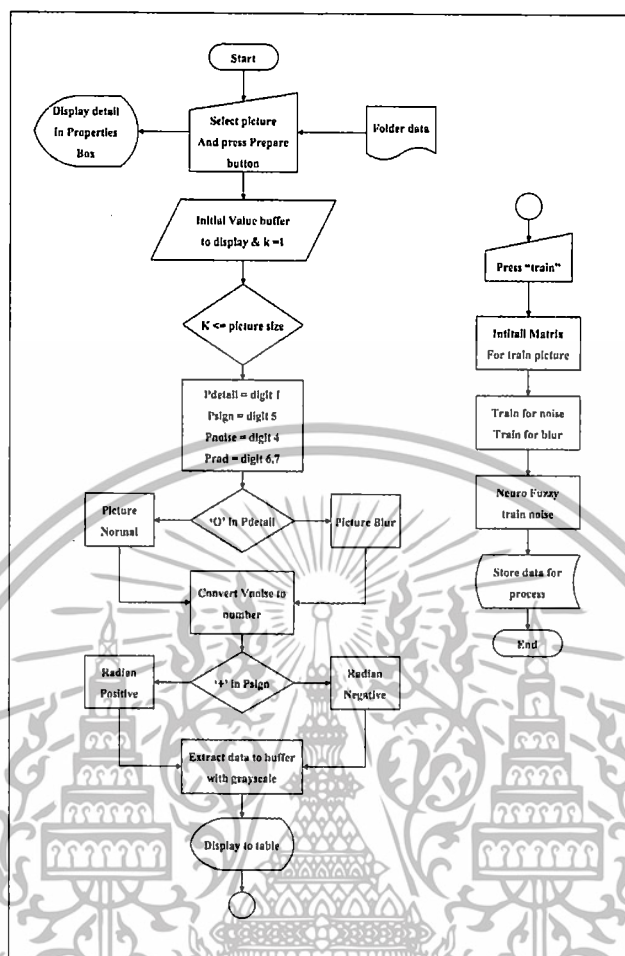 Start
Display detail
In Properties
Box
Select picture
And press Prepare
button
Folder data
Initial Value buffer
to display & k =1
K <= picture size
Pdetail = digit 1
Psign = digit 5
Pnoise = digit 4
Prad = digit 6,7
Picture
Normal
'O' In Pdetail
Picture Blur
Convert Vnoise to
number
Radian
Positive
'+' in Psign
Radian
Negative
Extract data to buffer
with grayscale
Display to table
Press "train"
Intitail Matrix
For train picture
Train for noise
Train for blur
Neuro Fuzzy
train noise
Store data for
process
End